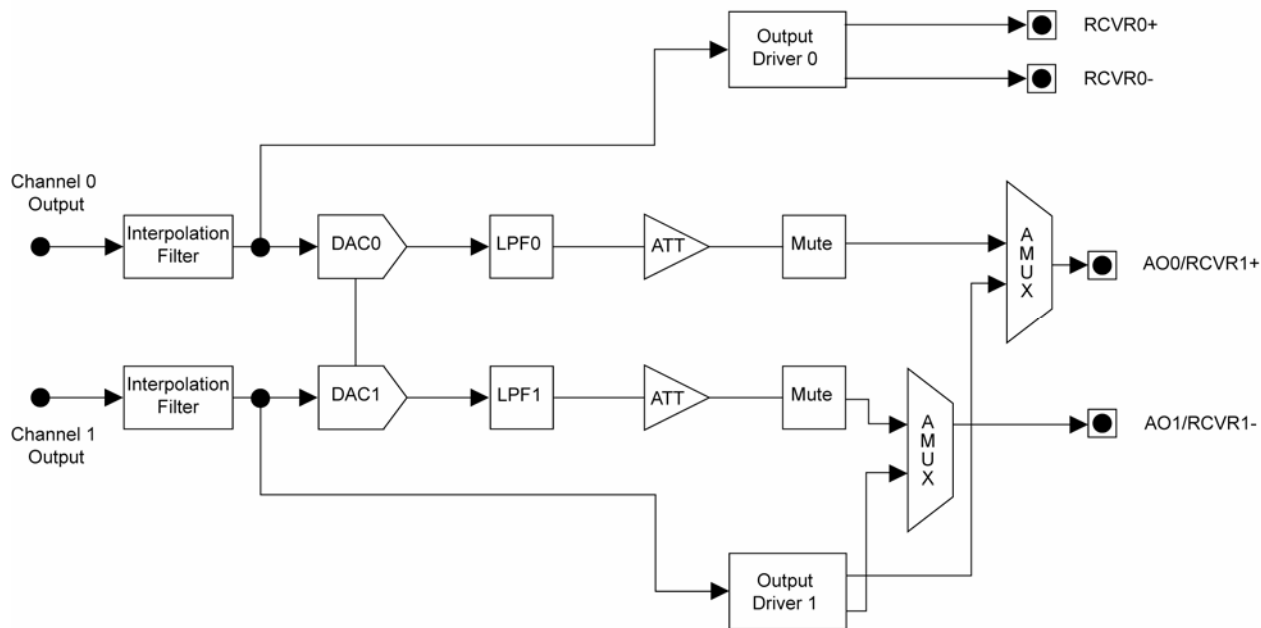 Output
Driver 0
RCVR0+
RCVR0-
Channel 0
Output
Interpolation
Filter
DAC0
LPF0
ATT
Mute
A
M
U
X
AO0/RCVR1+
Interpolation
Filter
DAC1
LPF1
ATT
Mute
A
M
U
X
AO1/RCVR1-
Channel 1
Output
Output
Driver 1